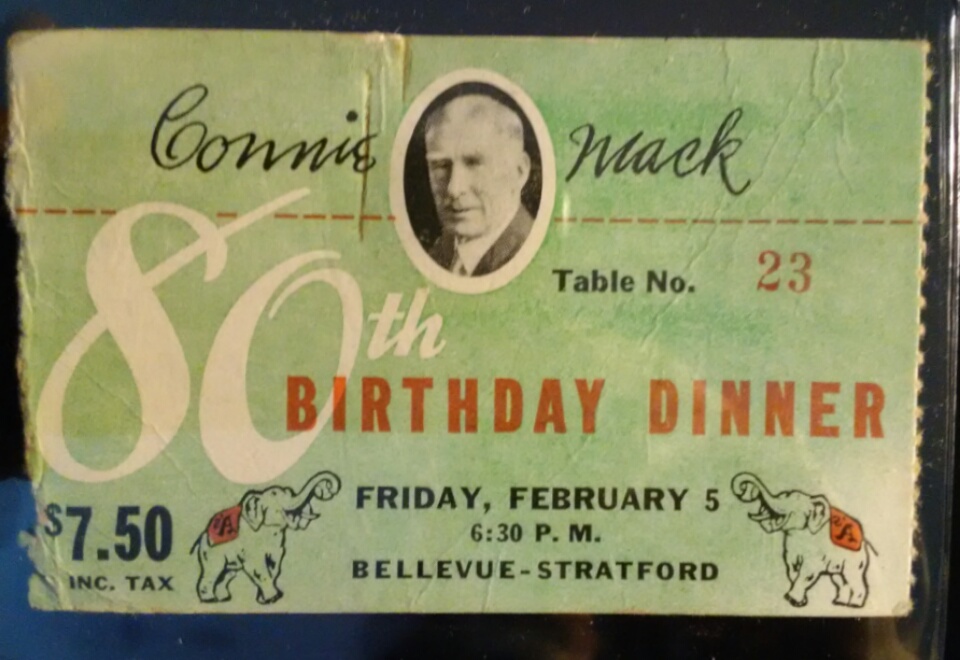 Connie Mack
Table No. 23
80th
BIRTHDAY DINNER
$7.50
INC. TAX
FRIDAY, FEBRUARY 5
6:30 P. M.
BELLEVUE-STRATFORD